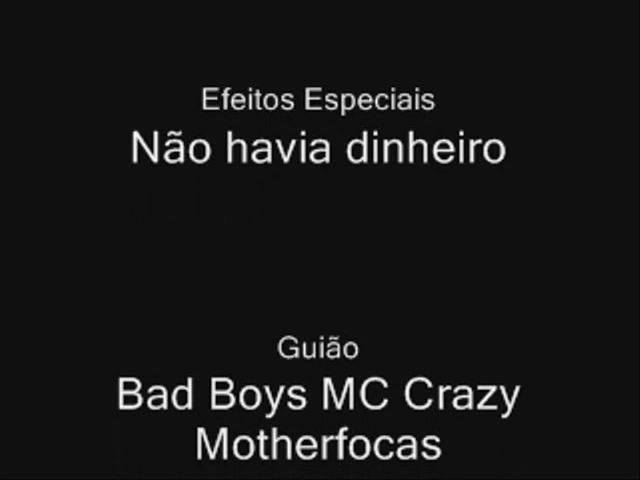 Efeitos Especiais
Não havia dinheiro
Guião
Bad Boys MC Crazy
Motherfocas